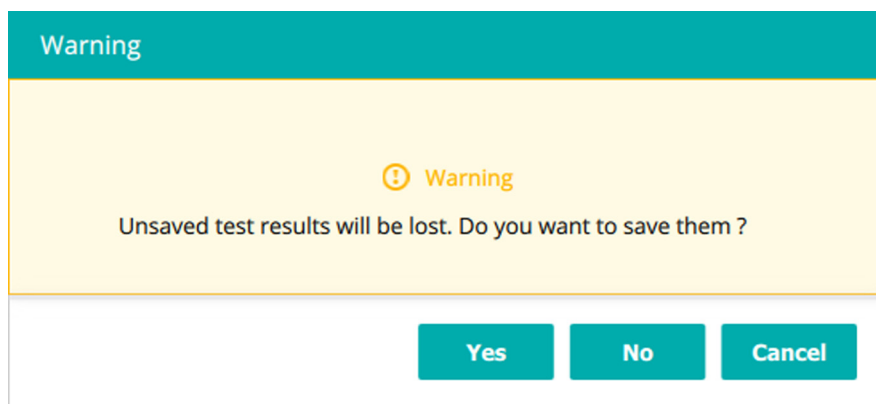 Warning
Warning
Unsaved test results will be lost. Do you want to save them ?
Yes No Cancel